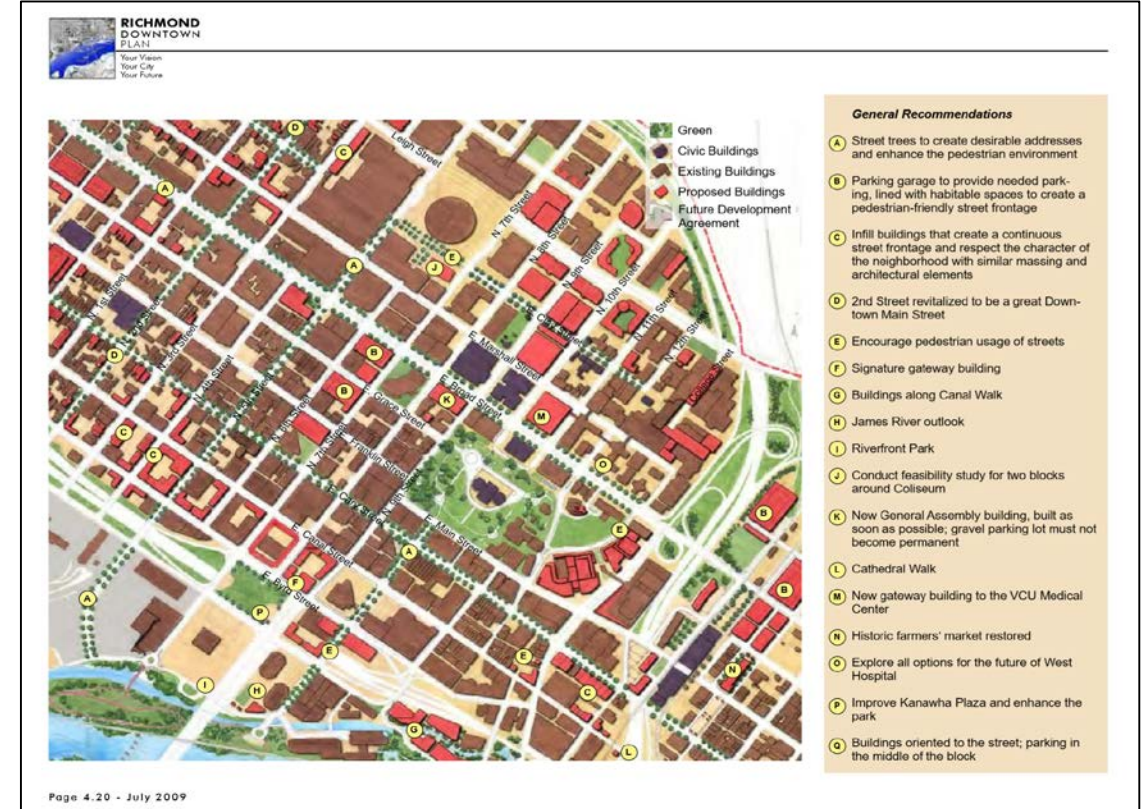 RICHMOND
DOWNTOWN
PLAN
Your Vision
Your City
Your Future
Green
Civic Buildings
Existing Buildings
Proposed Buildings
Future Development
Agreement
Leigh Street
N. 7th Street
N. 8th Street
N. 9th Street
N. 10th Street
N. 11th Street
N. 12th Street
College Street
E. Clay Street
E. Marshall Street
E. Broad Street
E. Grace Street
E. Franklin Street
E. Main Street
E. Cary Street
E. Canal Street
E. Byrd Street
N. 1st Street
N. 3rd Street
N. 4th Street
N. 5th Street
N. 6th Street
N. 7th Street
D
C
A
E
J
A
D
B
B
K
M
C
C
O
E
B
A
F
A
P
E
B
E
N
I
H
C
G
L
General Recommendations
A Street trees to create desirable addresses
and enhance the pedestrian environment
B Parking garage to provide needed park-
ing, lined with habitable spaces to create a
pedestrian-friendly street frontage
C Infill buildings that create a continuous
street frontage and respect the character of
the neighborhood with similar massing and
architectural elements
D 2nd Street revitalized to be a great Down-
town Main Street
E Encourage pedestrian usage of streets
F Signature gateway building
G Buildings along Canal Walk
H James River outlook
I Riverfront Park
J Conduct feasibility study for two blocks
around Coliseum
K New General Assembly building, built as
soon as possible; gravel parking lot must not
become permanent
L Cathedral Walk
M New gateway building to the VCU Medical
Center
N Historic farmers' market restored
O Explore all options for the future of West
Hospital
P Improve Kanawha Plaza and enhance the
park
Q Buildings oriented to the street; parking in
the middle of the block
Page 4.20 - July 2009